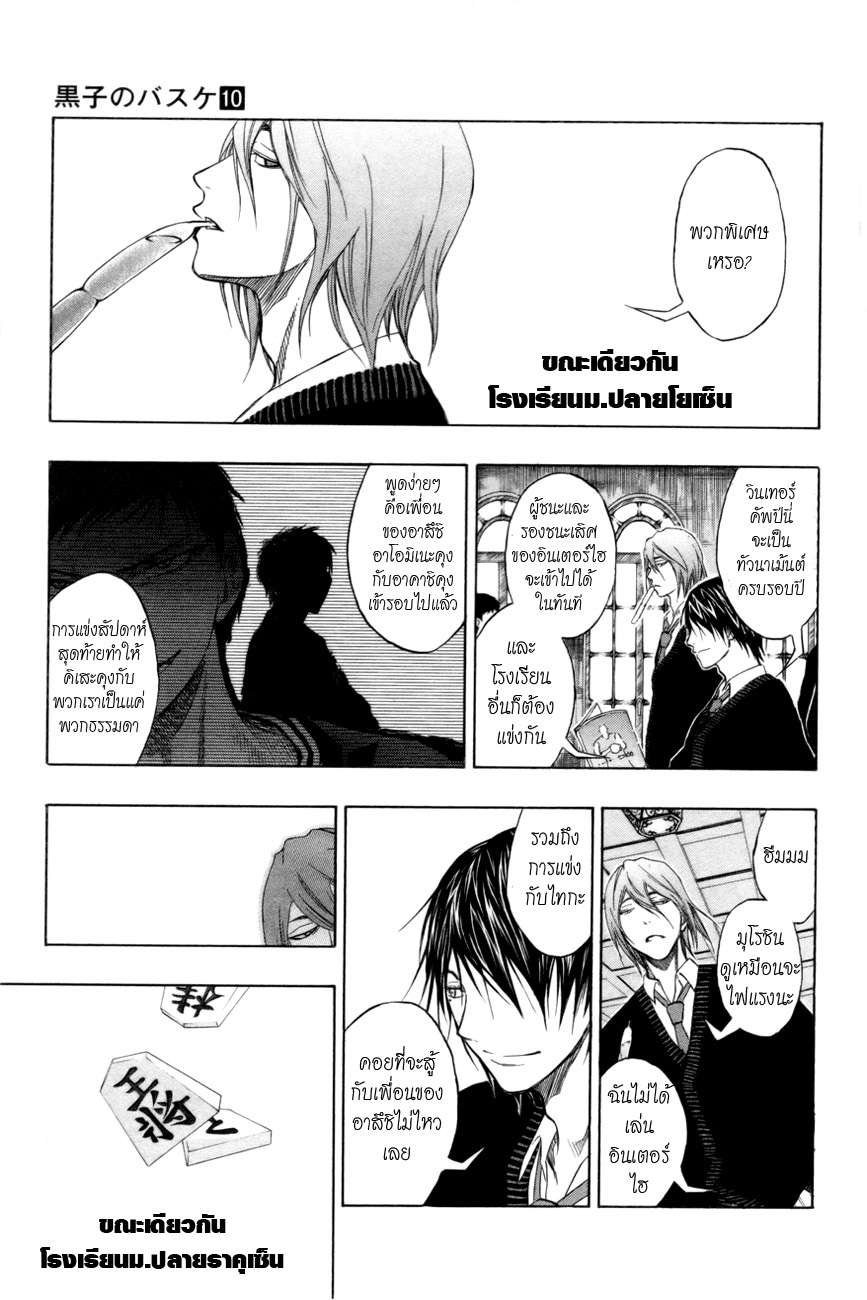 黒子のバスケ10
พวกพิเศษ
เหรอ?
ขณะเดียวกัน
โรงเรียนม.ปลายโยเซ็น
วินเทอร์
คัพปีนี่
จะเป็น
ทัวนาเม้นต์
ครบรอบปี
ผู้ชนะและ
รองชนะเลิศ
ของอินเตอร์ไฮ
จะเข้าไปได้
ในทันที
และ
โรงเรียน
อื่นก็ต้อง
แข่งกัน
พูดง่ายๆ
คือเพื่อน
ของอาสึชิ
อาโอมิเนะคุง
กับอาคาชิคุง
เข้ารอบไปแล้ว
การแข่งสัปดาห์
สุดท้ายทำให้
คิเสะคุงกับ
พวกเราเป็นแค่
พวกธรรมดา
ฮึมมม
มุโรชิน
ดูเหมือนจะ
ไฟแรงนะ
ฉันไม่ได้
เล่น
อินเตอร์
ไฮ
รวมถึง
การแข่ง
กับไทกะ
คอยที่จะสู้
กับเพื่อนของ
อาสึชิไม่ไหว
เลย
桂
王將
と
ขณะเดียวกัน
โรงเรียนม.ปลายราคุเซ็น